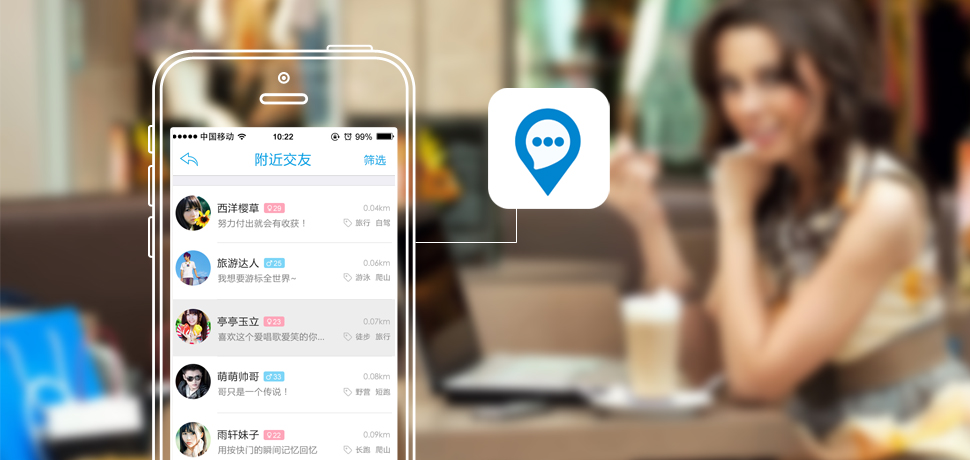 中国移动 10:22 99%
附近交友 筛选
西洋樱草 ♀29 0.04km
努力付出就会有收获！ 旅行 自驾
旅游达人 ♂25 0.06km
我想要游标全世界~ 游泳 爬山
亭亭玉立 ♀23 0.07km
喜欢这个爱唱歌爱笑的你... 徒步 旅行
萌萌帅哥 ♂33 0.08km
哥只是一个传说！ 野营 短跑
雨轩妹子 ♀22 0.09km
用按快门的瞬间记忆回忆 长跑 爬山